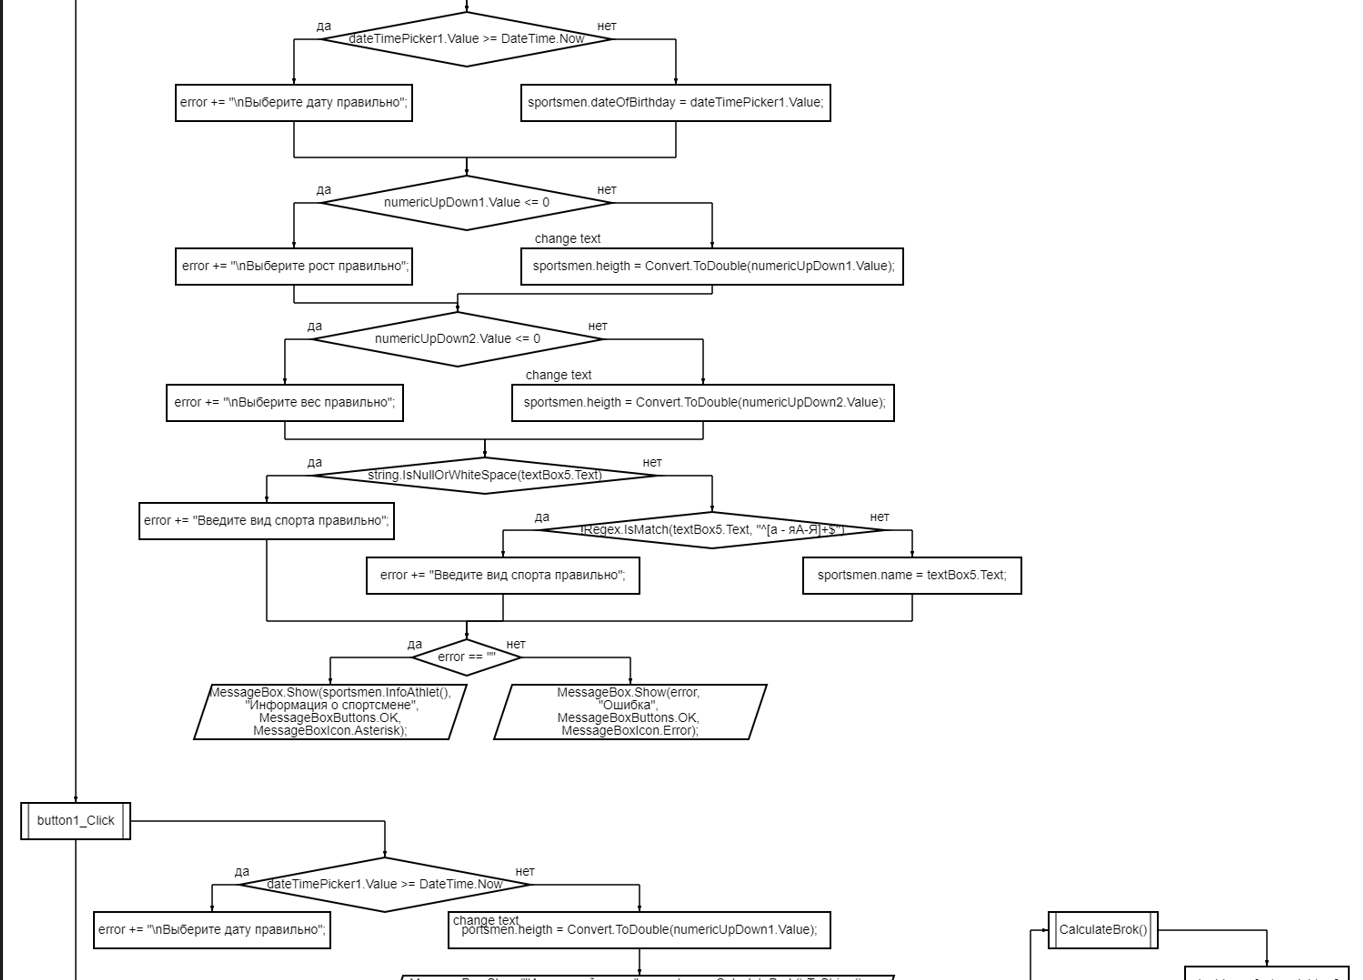 да
нет
dateTimePicker1.Value >= DateTime.Now
error += "\nВыберите дату правильно";
sportsmen.dateOfBirthday = dateTimePicker1.Value;
да
нет
numericUpDown1.Value <= 0
change text
error += "\nВыберите рост правильно";
sportsmen.heigth = Convert.ToDouble(numericUpDown1.Value);
да
нет
numericUpDown2.Value <= 0
change text
error += "\nВыберите вес правильно";
sportsmen.heigth = Convert.ToDouble(numericUpDown2.Value);
да
нет
string.IsNullOrWhiteSpace(textBox5.Text)
error += "Введите вид спорта правильно";
да
нет
!Regex.IsMatch(textBox5.Text, "^[а - яА-Я]+$")
error += "Введите вид спорта правильно";
sportsmen.name = textBox5.Text;
да
нет
error == ""
MessageBox.Show(sportsmen.InfoAthlet(),
"Информация о спортсмене",
MessageBoxButtons.OK,
MessageBoxIcon.Asterisk);
MessageBox.Show(error,
"Ошибка",
MessageBoxButtons.OK,
MessageBoxIcon.Error);
button1_Click
да
нет
dateTimePicker1.Value >= DateTime.Now
error += "\nВыберите дату правильно";
change text
portsmen.heigth = Convert.ToDouble(numericUpDown1.Value);
CalculateBrok()